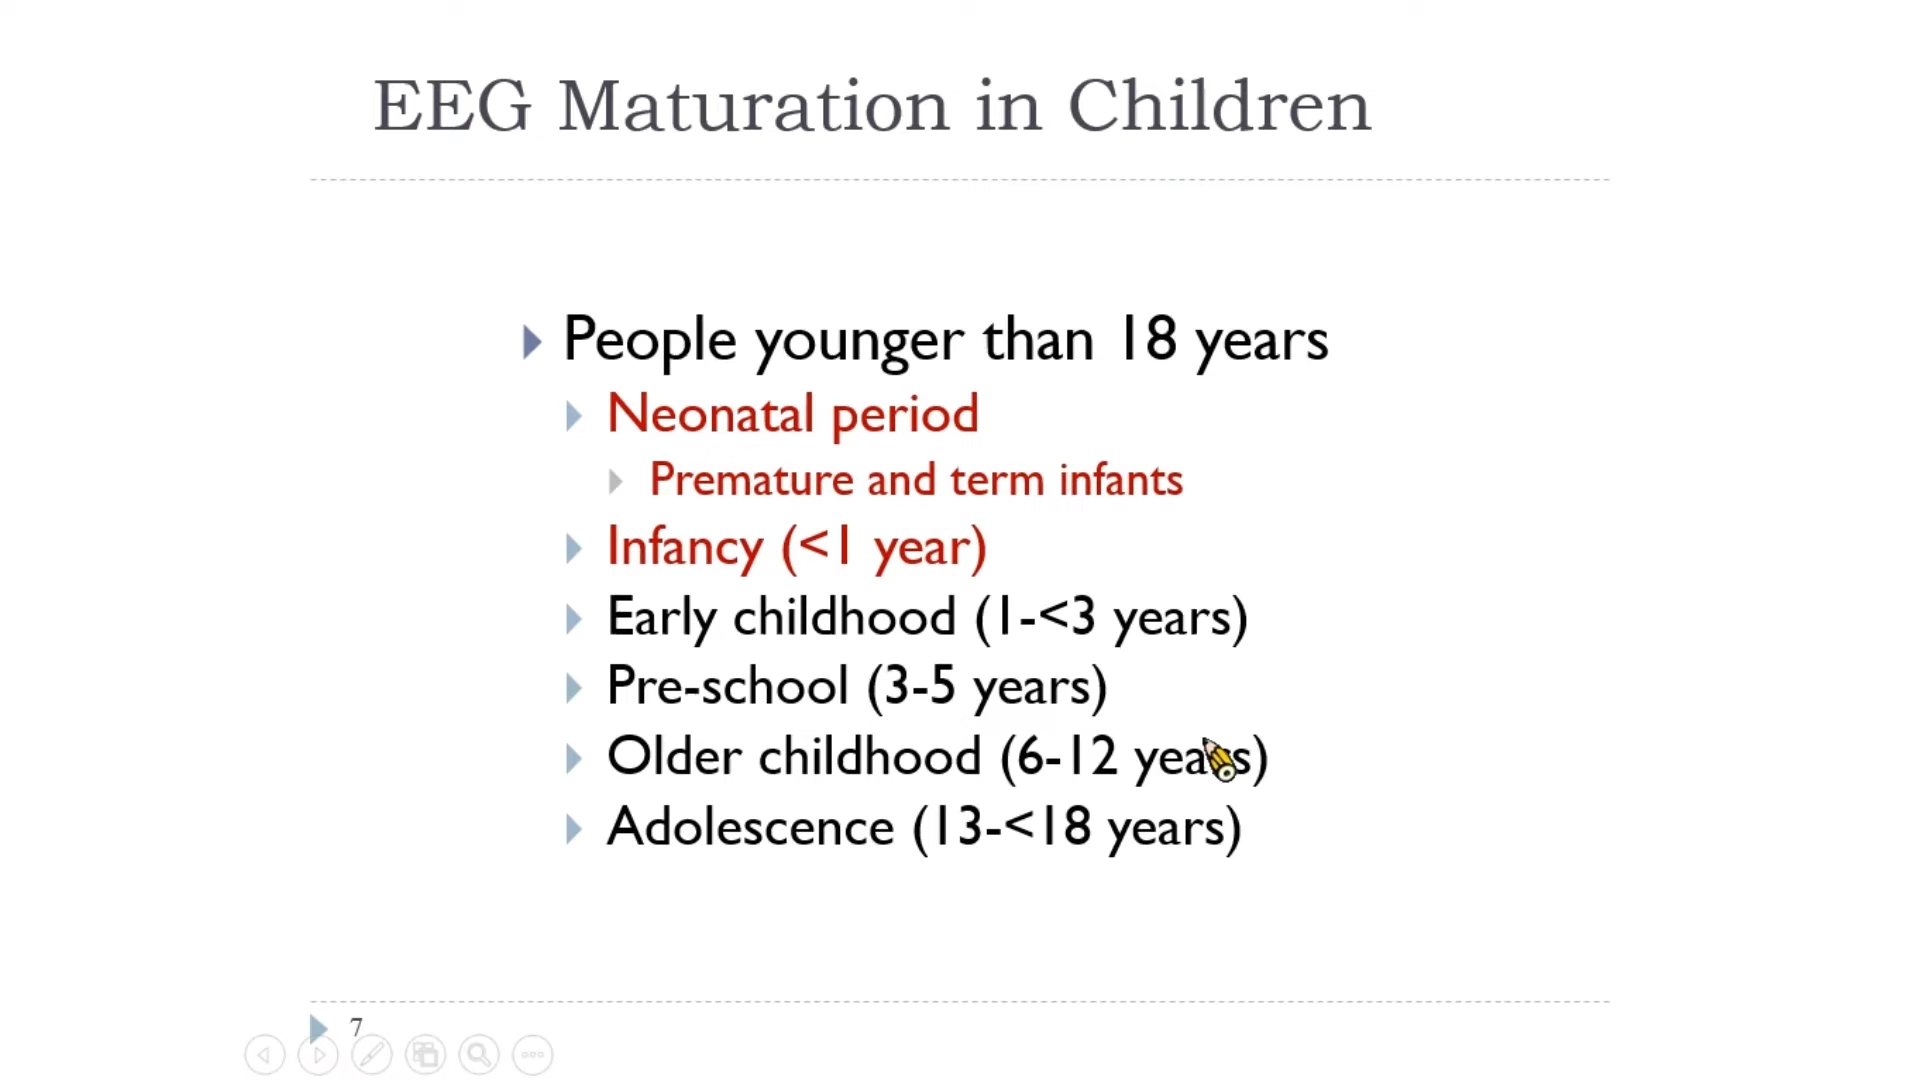 EEG Maturation in Children
People younger than 18 years
Neonatal period
Premature and term infants
Infancy (<1 year)
Early childhood (1-<3 years)
Pre-school (3-5 years)
Older childhood (6-12 years)
Adolescence (13-<18 years)
7